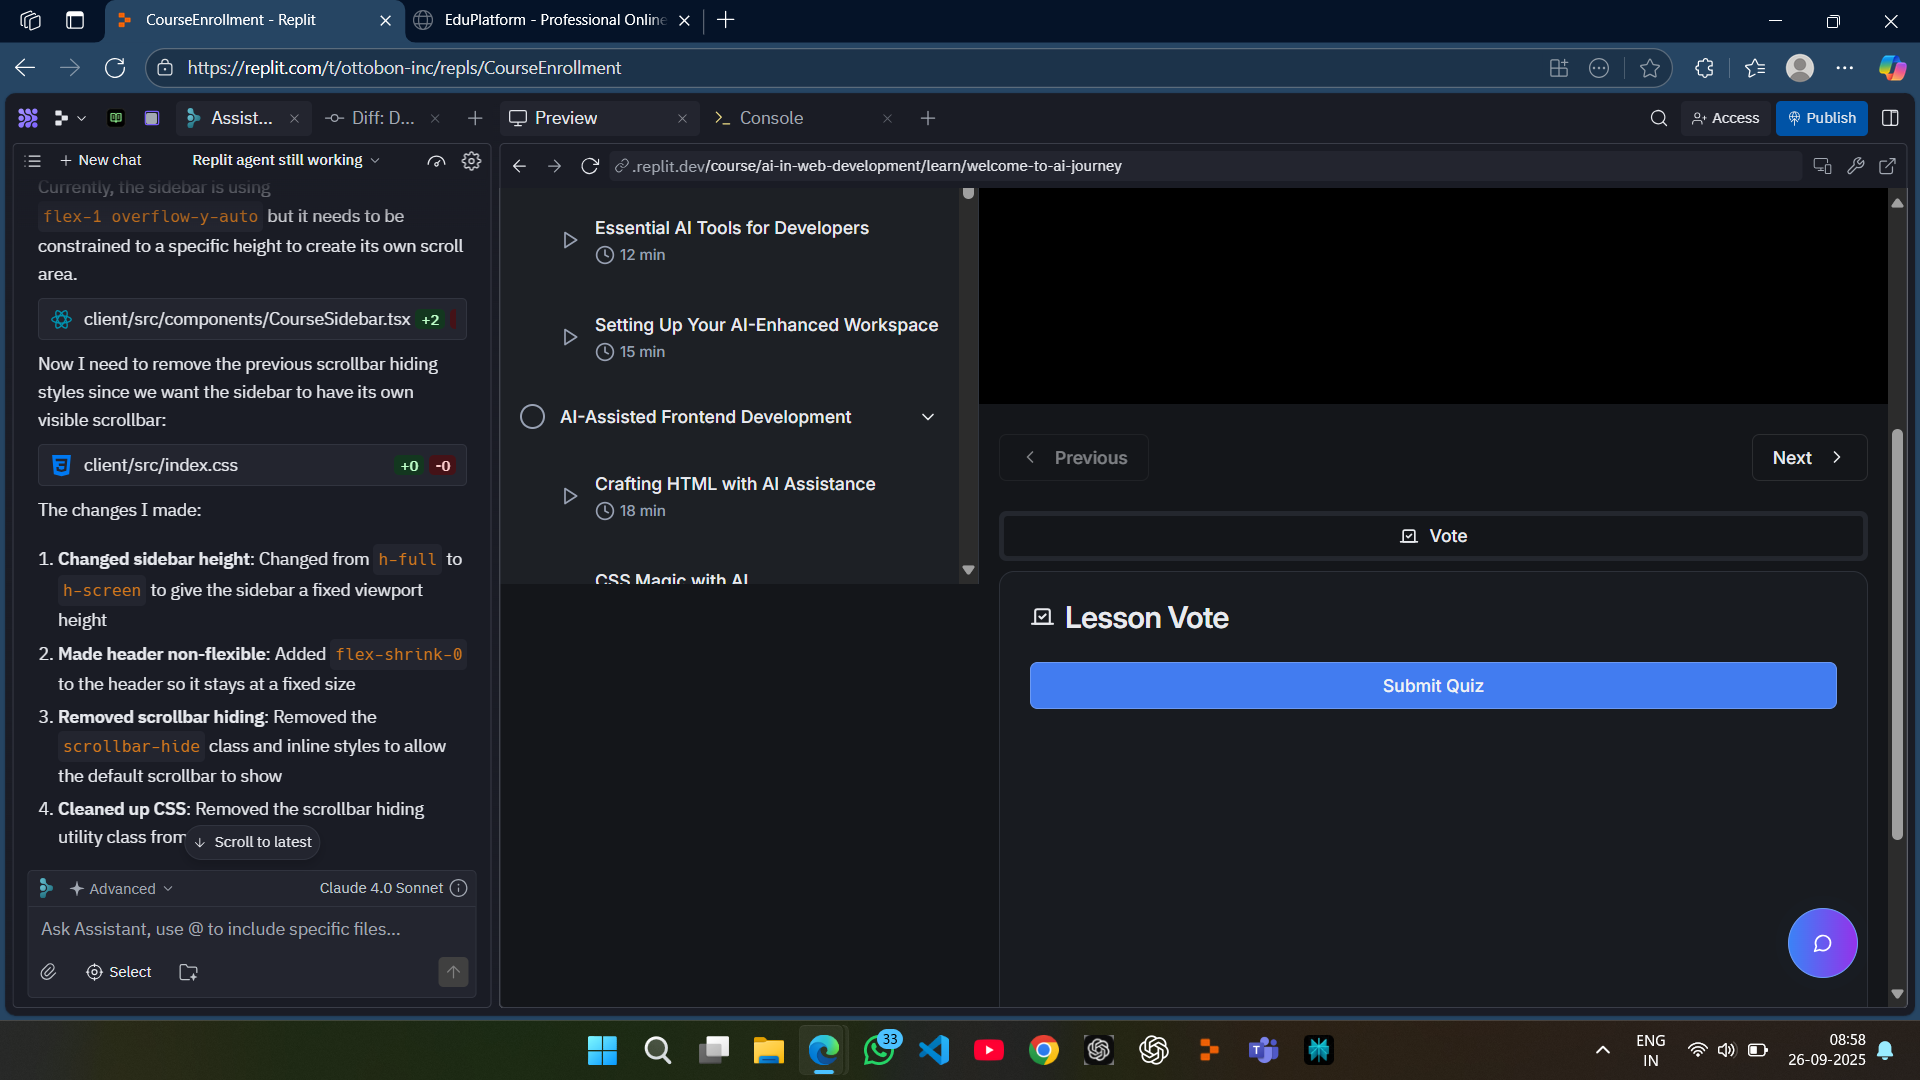 CourseEnrollment - Replit
EduPlatform - Professional Online
https://replit.com/t/ottobon-inc/repls/CourseEnrollment
Assist...
Diff: D...
Preview
Console
Access
Publish
New chat
Replit agent still working
.replit.dev/course/ai-in-web-development/learn/welcome-to-ai-journey
Currently, the sidebar is using
flex-1 overflow-y-auto but it needs to be
constrained to a specific height to create its own scroll
area.
client/src/components/CourseSidebar.tsx +2
Now I need to remove the previous scrollbar hiding
styles since we want the sidebar to have its own
visible scrollbar:
client/src/index.css +0 -0
The changes I made:
1. Changed sidebar height: Changed from h-full to
h-screen to give the sidebar a fixed viewport
height
2. Made header non-flexible: Added flex-shrink-0
to the header so it stays at a fixed size
3. Removed scrollbar hiding: Removed the
scrollbar-hide class and inline styles to allow
the default scrollbar to show
4. Cleaned up CSS: Removed the scrollbar hiding
utility class from
Scroll to latest
Advanced
Claude 4.0 Sonnet
Ask Assistant, use @ to include specific files...
Select
Essential AI Tools for Developers
12 min
Setting Up Your AI-Enhanced Workspace
15 min
AI-Assisted Frontend Development
Crafting HTML with AI Assistance
18 min
CSS Magic with AI
Previous
Next
Vote
Lesson Vote
Submit Quiz
33
ENG
IN
08:58
26-09-2025